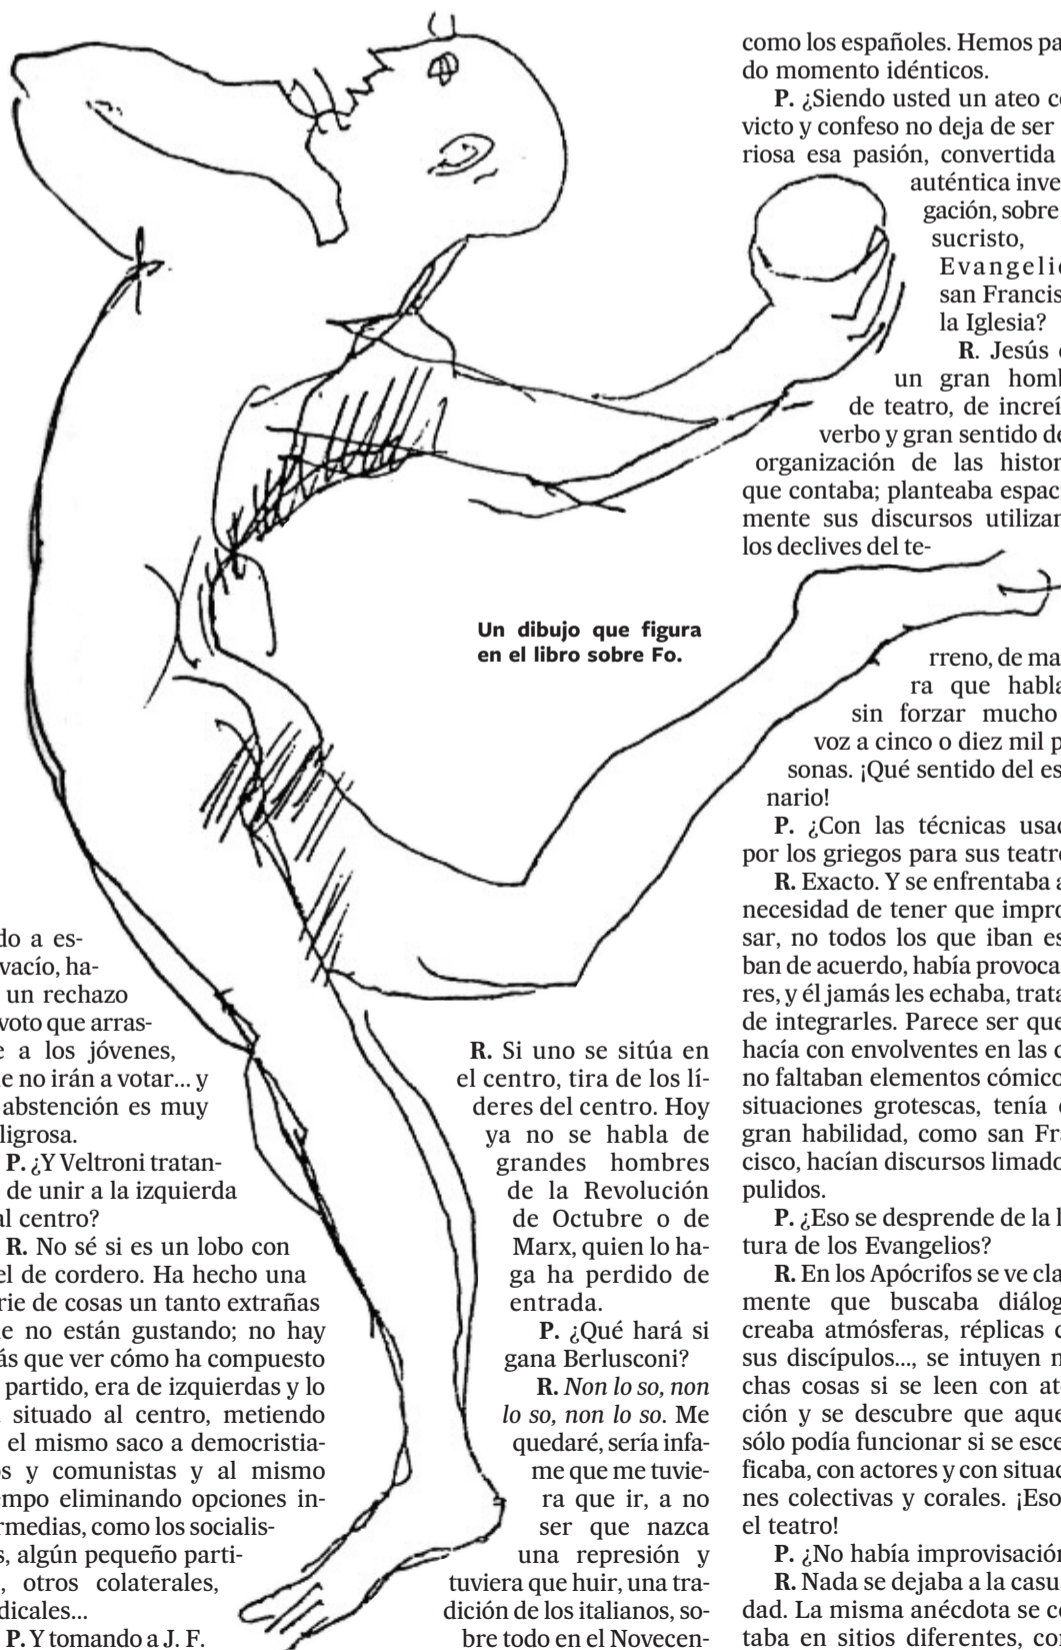 do a es-
vacío, ha-
un rechazo
voto que arras-
e a los jóvenes,
e no irán a votar... y
abstención es muy
ligrosa.
P. ¿Y Veltroni tratan-
de unir a la izquierda
al centro?
R. No sé si es un lobo con
el de cordero. Ha hecho una
rie de cosas un tanto extrañas
e no están gustando; no hay
ás que ver cómo ha compuesto
partido, era de izquierdas y lo
situado al centro, metiendo
el mismo saco a democristia-
s y comunistas y al mismo
empo eliminando opciones in-
rmedias, como los socialis-
s, algún pequeño parti-
, otros colaterales,
dicales...
P. Y tomando a J. F.
Un dibujo que figura
en el libro sobre Fo.
R. Si uno se sitúa en
el centro, tira de los lí-
deres del centro. Hoy
ya no se habla de
grandes hombres
de la Revolución
de Octubre o de
Marx, quien lo ha-
ga ha perdido de
entrada.
P. ¿Qué hará si
gana Berlusconi?
R. Non lo so, non
lo so, non lo so. Me
quedaré, sería infa-
me que me tuvie-
ra que ir, a no
ser que nazca
una represión y
tuviera que huir, una tra-
dición de los italianos, so-
bre todo en el Novecen-
como los españoles. Hemos pa
do momento idénticos.
P. ¿Siendo usted un ateo co
victo y confeso no deja de ser
riosa esa pasión, convertida
auténtica inve
gación, sobre
sucristo,
Evangeli
san Francis
la Iglesia?
R. Jesús e
un gran homb
de teatro, de increí
verbo y gran sentido de
organización de las histor
que contaba; planteaba espaci
mente sus discursos utilizan
los declives del te-
rreno, de ma
ra que habla
sin forzar mucho
voz a cinco o diez mil p
sonas. ¡Qué sentido del es
nario!
P. ¿Con las técnicas usad
por los griegos para sus teatro
R. Exacto. Y se enfrentaba a
necesidad de tener que impro
sar, no todos los que iban es
ban de acuerdo, había provoca
res, y él jamás les echaba, trata
de integrarles. Parece ser que
hacía con envolventes en las q
no faltaban elementos cómico
situaciones grotescas, tenía e
gran habilidad, como san Fra
cisco, hacían discursos limado
pulidos.
P. ¿Eso se desprende de la l
tura de los Evangelios?
R. En los Apócrifos se ve cla
mente que buscaba diálog
creaba atmósferas, réplicas c
sus discípulos..., se intuyen m
chas cosas si se leen con ate
ción y se descubre que aque
sólo podía funcionar si se esce
ficaba, con actores y con situac
nes colectivas y corales. ¡Eso
el teatro!
P. ¿No había improvisación
R. Nada se dejaba a la casu
dad. La misma anécdota se co
taba en sitios diferentes, con